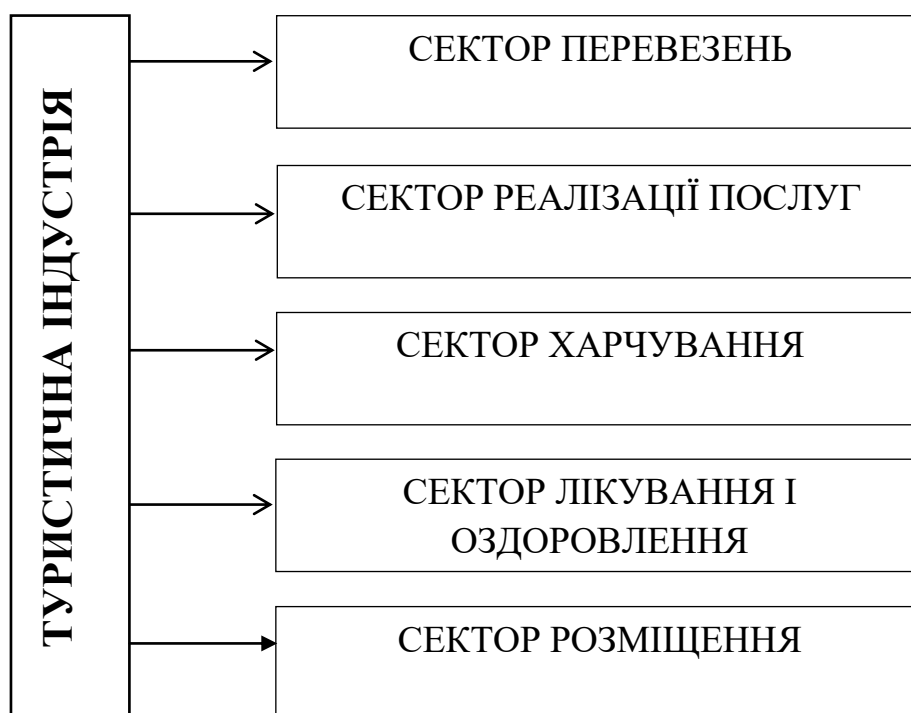 ТУРИСТИЧНА ІНДУСТРІЯ
СЕКТОР ПЕРЕВЕЗЕНЬ
СЕКТОР РЕАЛІЗАЦІЇ ПОСЛУГ
СЕКТОР ХАРЧУВАННЯ
СЕКТОР ЛІКУВАННЯ І
ОЗДОРОВЛЕННЯ
СЕКТОР РОЗМІЩЕННЯ